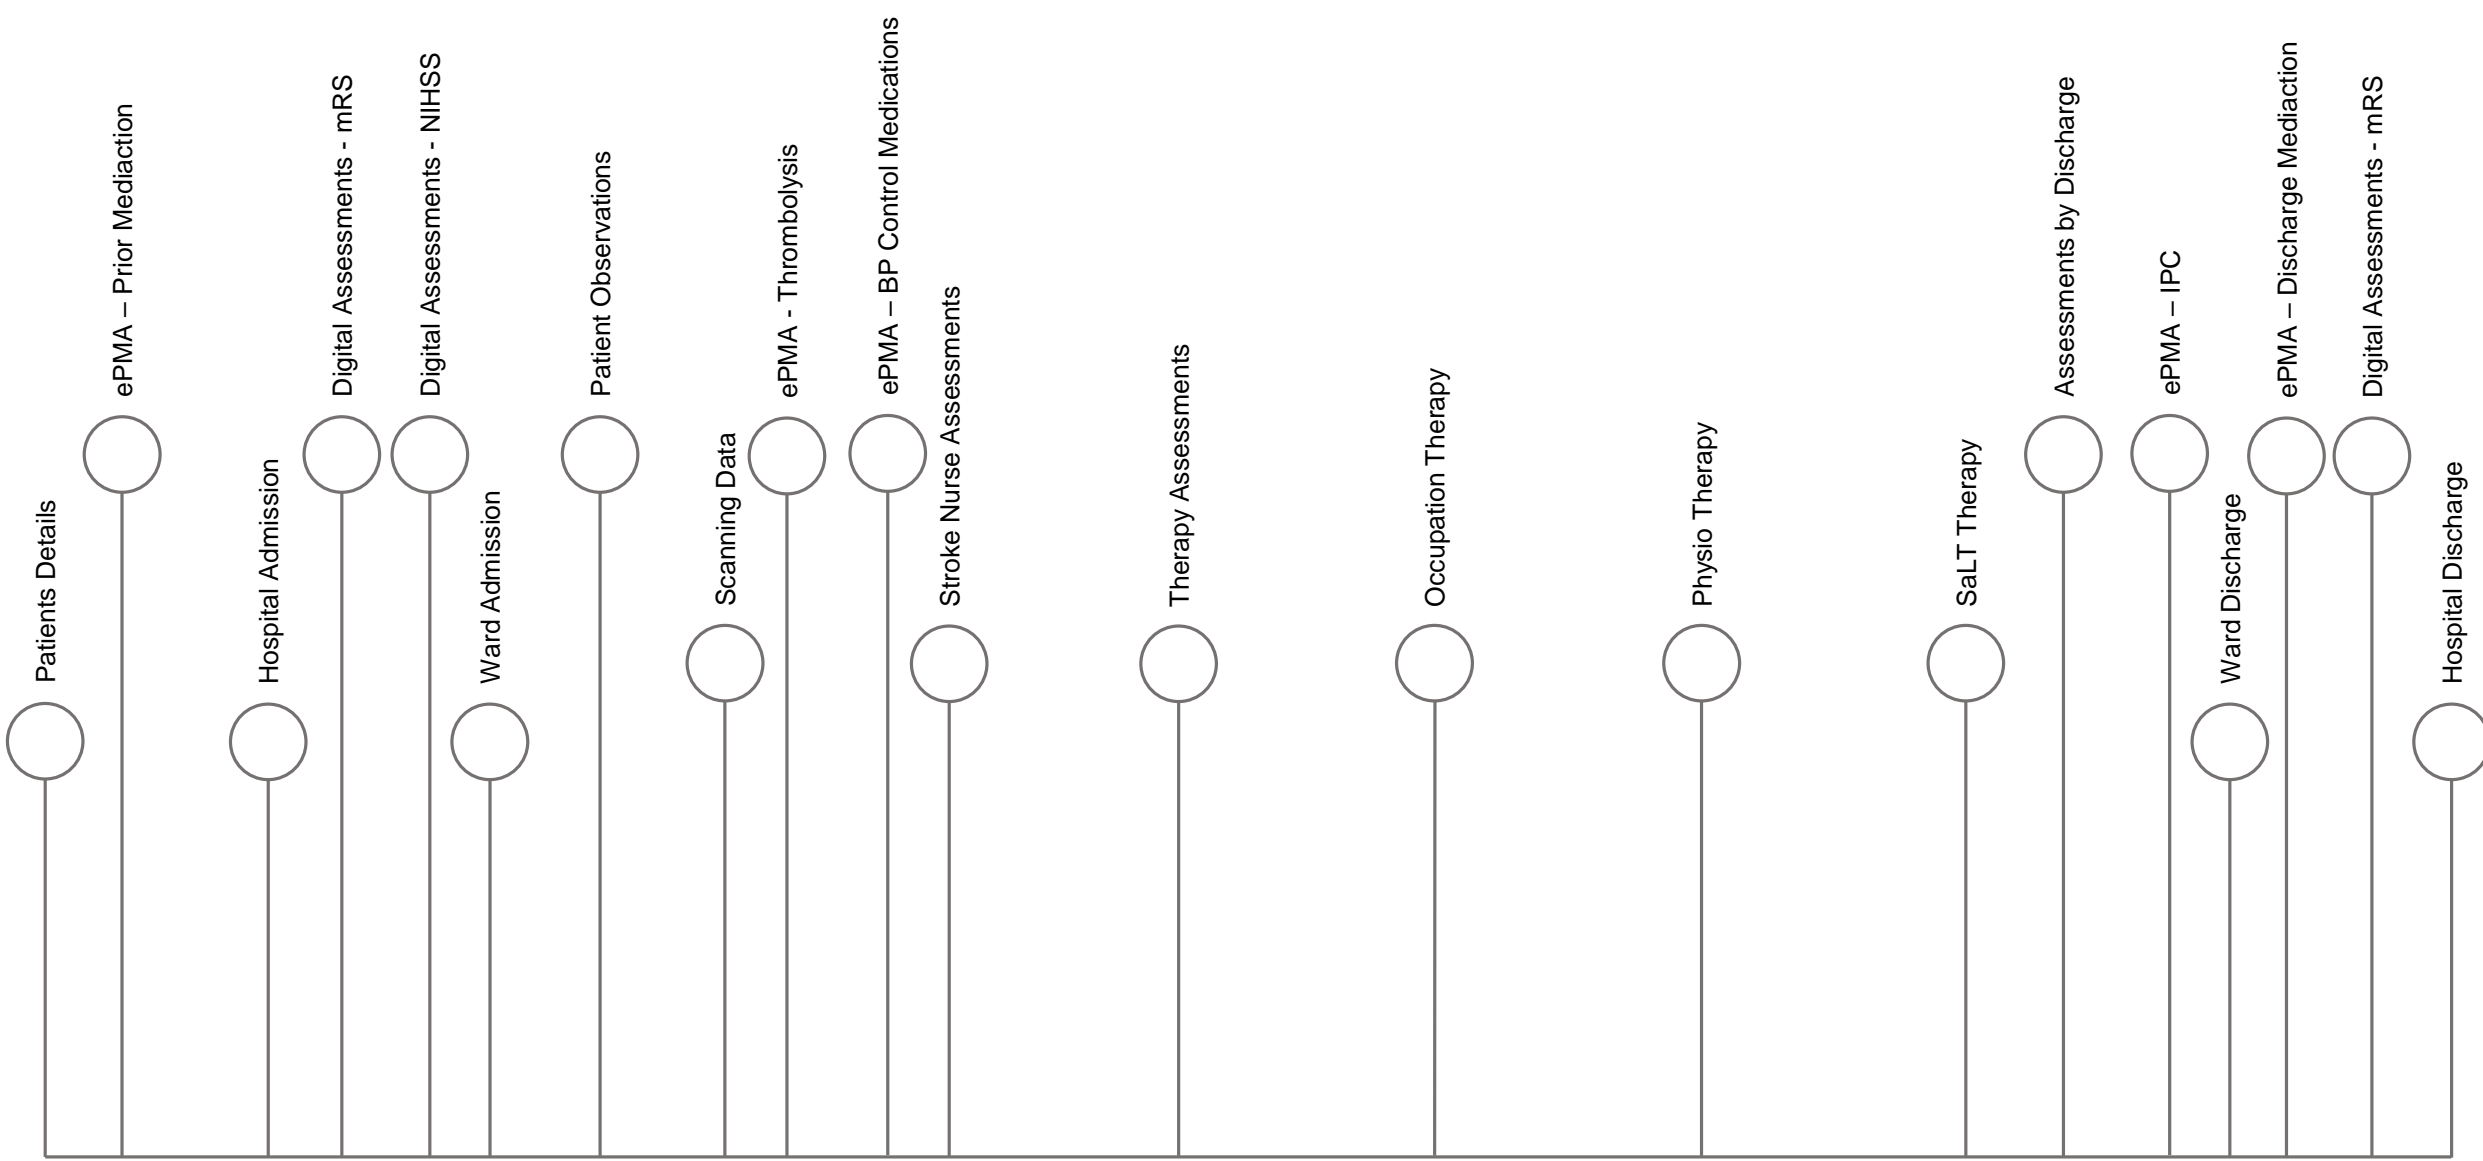 Patients Details
ePMA – Prior Mediaction
Hospital Admission
Digital Assessments - mRS
Digital Assessments - NIHSS
Ward Admission
Patient Observations
Scanning Data
ePMA - Thrombolysis
ePMA – BP Control Medications
Stroke Nurse Assessments
Therapy Assessments
Occupation Therapy
Physio Therapy
SaLT Therapy
Assessments by Discharge
ePMA – IPC
Ward Discharge
ePMA – Discharge Mediaction
Digital Assessments - mRS
Hospital Discharge